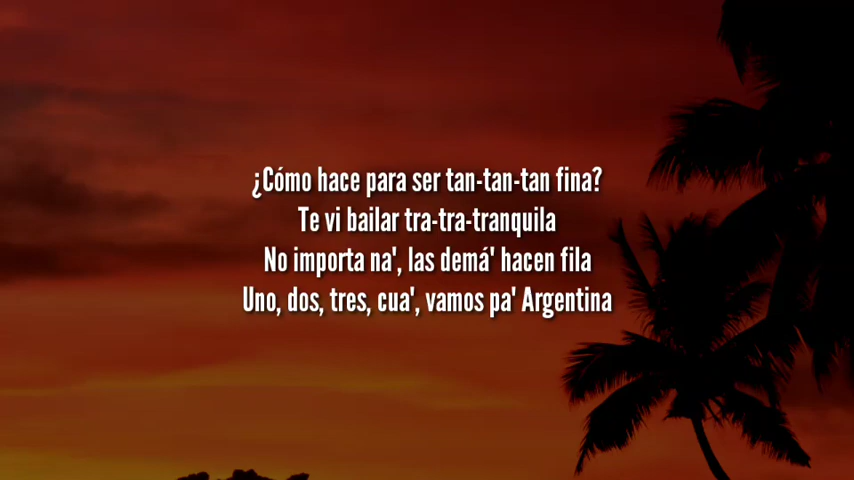 ¿Cómo hace para ser tan-tan-tan fina?
Te vi bailar tra-tra-tranquila
No importa na', las demá' hacen fila
Uno, dos, tres, cua', vamos pa' Argentina